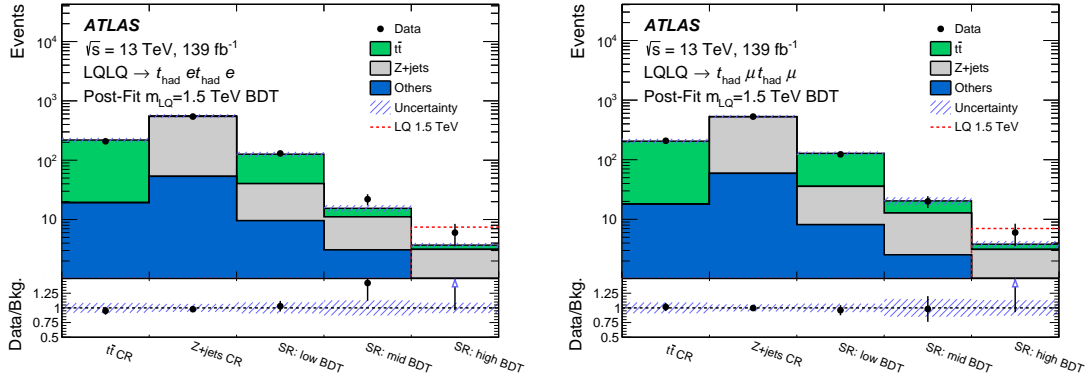 Events
10⁴
10³
10²
10
ATLAS
√s = 13 TeV, 139 fb⁻¹
LQLQ → t_had et_had e
Post-Fit m_LQ=1.5 TeV BDT
Data
tt̄
Z+jets
Others
Uncertainty
LQ 1.5 TeV
Data/Bkg.
1.25
1
0.75
0.5
tt̄ CR
Z+jets CR
SR: low BDT
SR: mid BDT
SR: high BDT
Events
10⁴
10³
10²
10
ATLAS
√s = 13 TeV, 139 fb⁻¹
LQLQ → t_had μt_had μ
Post-Fit m_LQ=1.5 TeV BDT
Data
tt̄
Z+jets
Others
Uncertainty
LQ 1.5 TeV
Data/Bkg.
1.25
1
0.75
0.5
tt̄ CR
Z+jets CR
SR: low BDT
SR: mid BDT
SR: high BDT